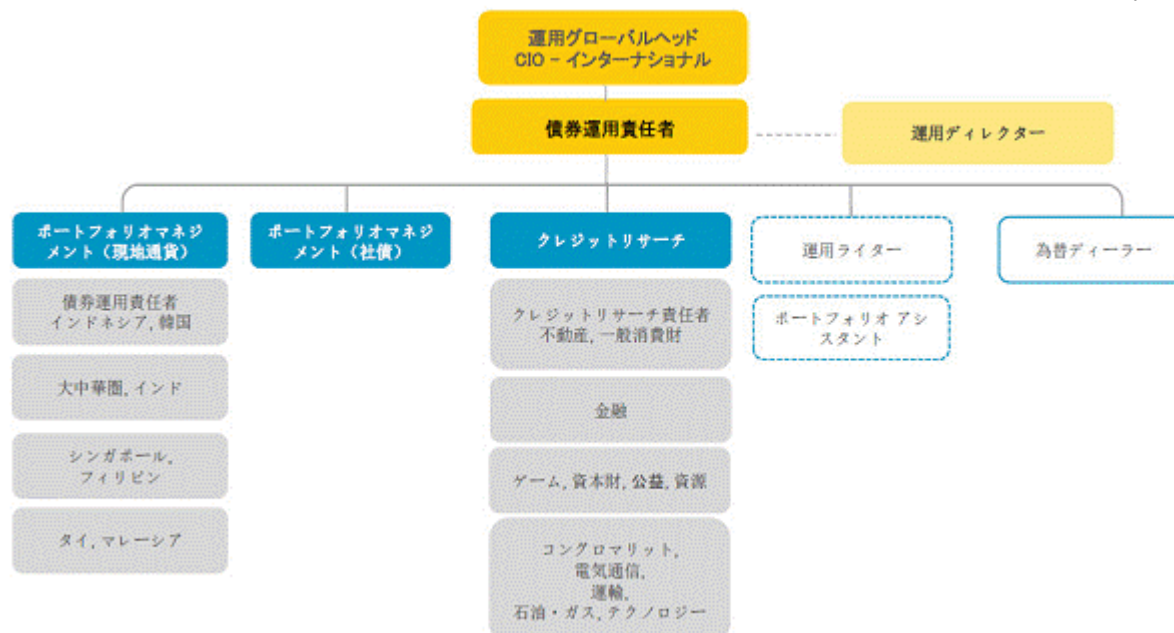 運用グローバルヘッド
CIO - インターナショナル
債券運用責任者
運用ディレクター
ポートフォリオマネジ
メント（現地通貨）
債券運用責任者
インドネシア, 韓国
大中華圏, インド
シンガポール,
フィリピン
タイ, マレーシア
ポートフォリオマネジ
メント（社債）
クレジットリサーチ
クレジットリサーチ責任者
不動産, 一般消費財
金融
ゲーム, 資本財, 公益, 資源
コングロマリット,
電気通信,
運輸,
石油・ガス, テクノロジー
運用ライター
ポートフォリオ アシ
スタント
為替ディーラー